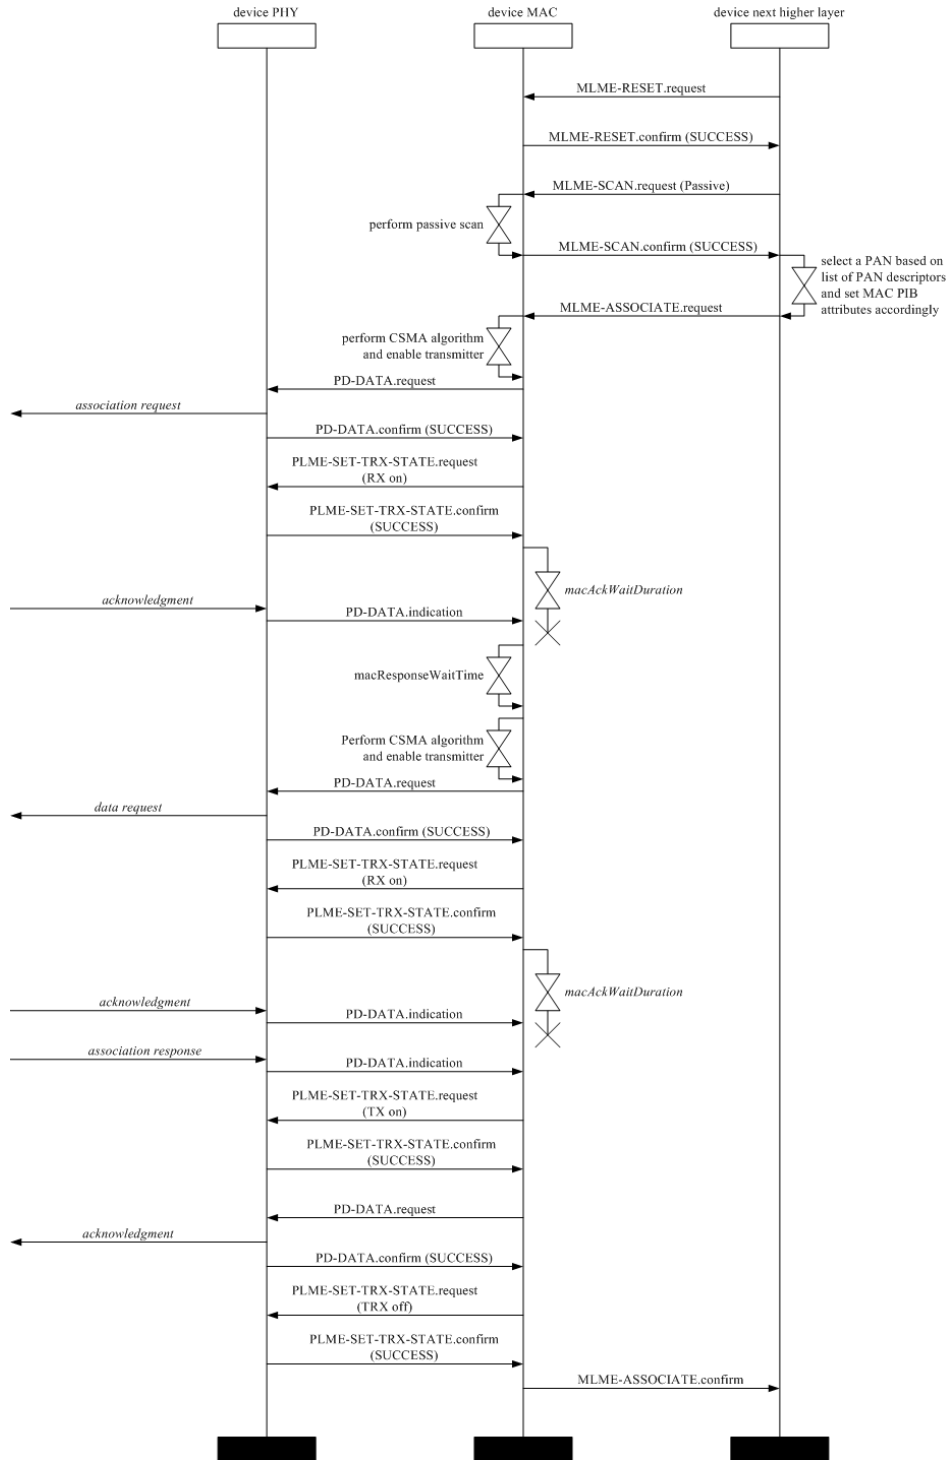 device PHY
device MAC
device next higher layer
MLME-RESET.request
MLME-RESET.confirm (SUCCESS)
MLME-SCAN.request (Passive)
perform passive scan
MLME-SCAN.confirm (SUCCESS)
select a PAN based on
list of PAN descriptors
and set MAC PIB
attributes accordingly
MLME-ASSOCIATE.request
perform CSMA algorithm
and enable transmitter
PD-DATA.request
association request
PD-DATA.confirm (SUCCESS)
PLME-SET-TRX-STATE.request
(RX on)
PLME-SET-TRX-STATE.confirm
(SUCCESS)
macAckWaitDuration
acknowledgment
PD-DATA.indication
macResponseWaitTime
Perform CSMA algorithm
and enable transmitter
PD-DATA.request
data request
PD-DATA.confirm (SUCCESS)
PLME-SET-TRX-STATE.request
(RX on)
PLME-SET-TRX-STATE.confirm
(SUCCESS)
macAckWaitDuration
acknowledgment
PD-DATA.indication
association response
PD-DATA.indication
PLME-SET-TRX-STATE.request
(TX on)
PLME-SET-TRX-STATE.confirm
(SUCCESS)
PD-DATA.request
acknowledgment
PD-DATA.confirm (SUCCESS)
PLME-SET-TRX-STATE.request
(TRX off)
PLME-SET-TRX-STATE.confirm
(SUCCESS)
MLME-ASSOCIATE.confirm